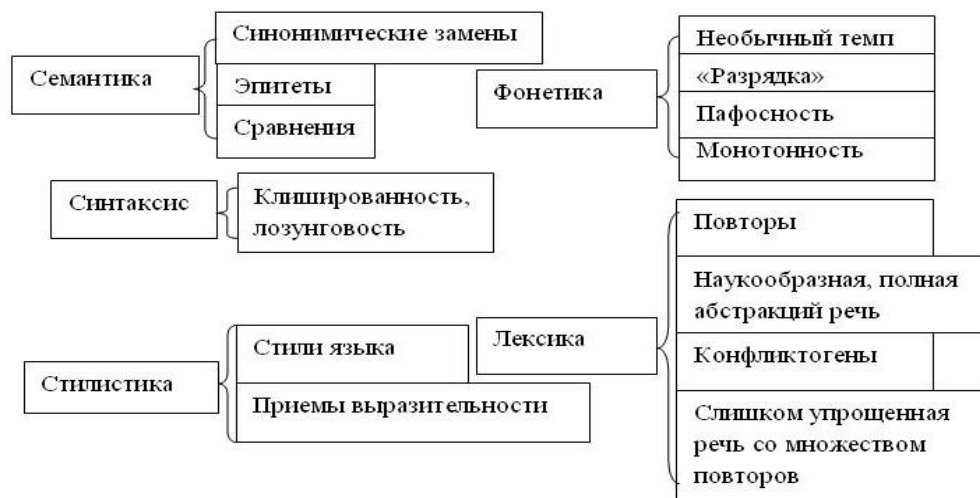 Семантика
Синонимические замены
Эпитеты
Сравнения
Фонетика
Необычный темп
«Разрядка»
Пафосность
Монотонность
Синтаксис
Клишированность,
лозунговость
Стилистика
Стили языка
Приемы выразительности
Лексика
Повторы
Наукообразная, полная
абстракций речь
Конфликтогены
Слишком упрощенная
речь со множеством
повторов